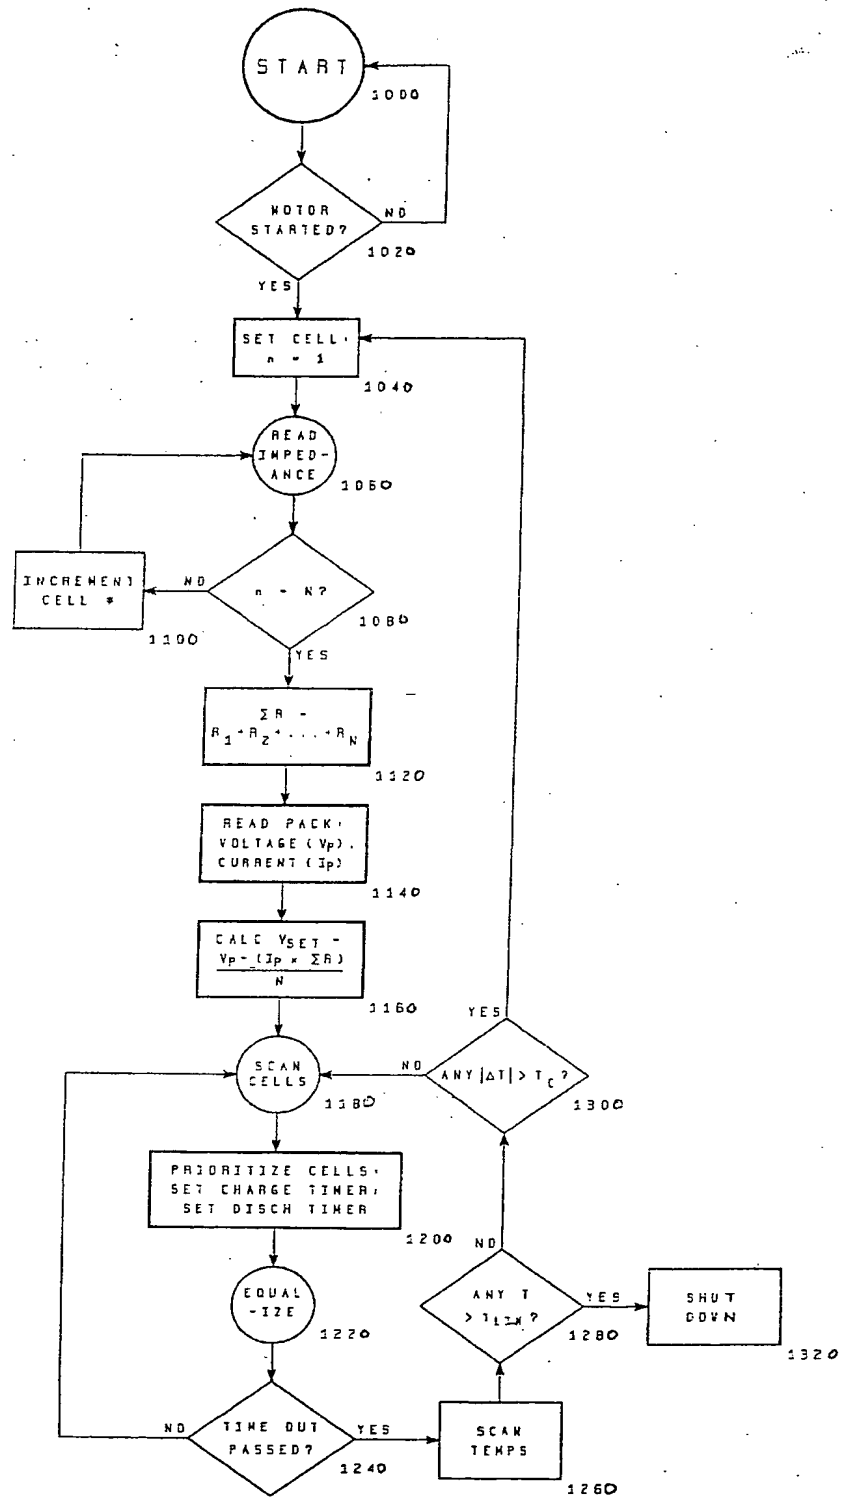 START
1000
MOTOR
STARTED?
NO
1020
YES
SET CELL:
n = 1
1040
READ
IMPED-
ANCE
1060
INCREMENT
CELL #
NO
n = N?
1080
1100
YES
ΣR =
R1+R2+...+RN
1120
READ PACK:
VOLTAGE (Vp),
CURRENT (Ip)
1140
CALC VSET =
Vp-(Ip × ΣR)
N
1160
YES
SCAN
CELLS
NO
ANY |ΔT| > TC?
1180
1300
PRIORITIZE CELLS;
SET CHARGE TIMER;
SET DISCH TIMER
1200
NO
EQUAL
-IZE
1220
ANY T
> TLIM?
YES
1280
SHUT
DOWN
1320
NO
TIME OUT
PASSED?
YES
1240
SCAN
TEMPS
1260